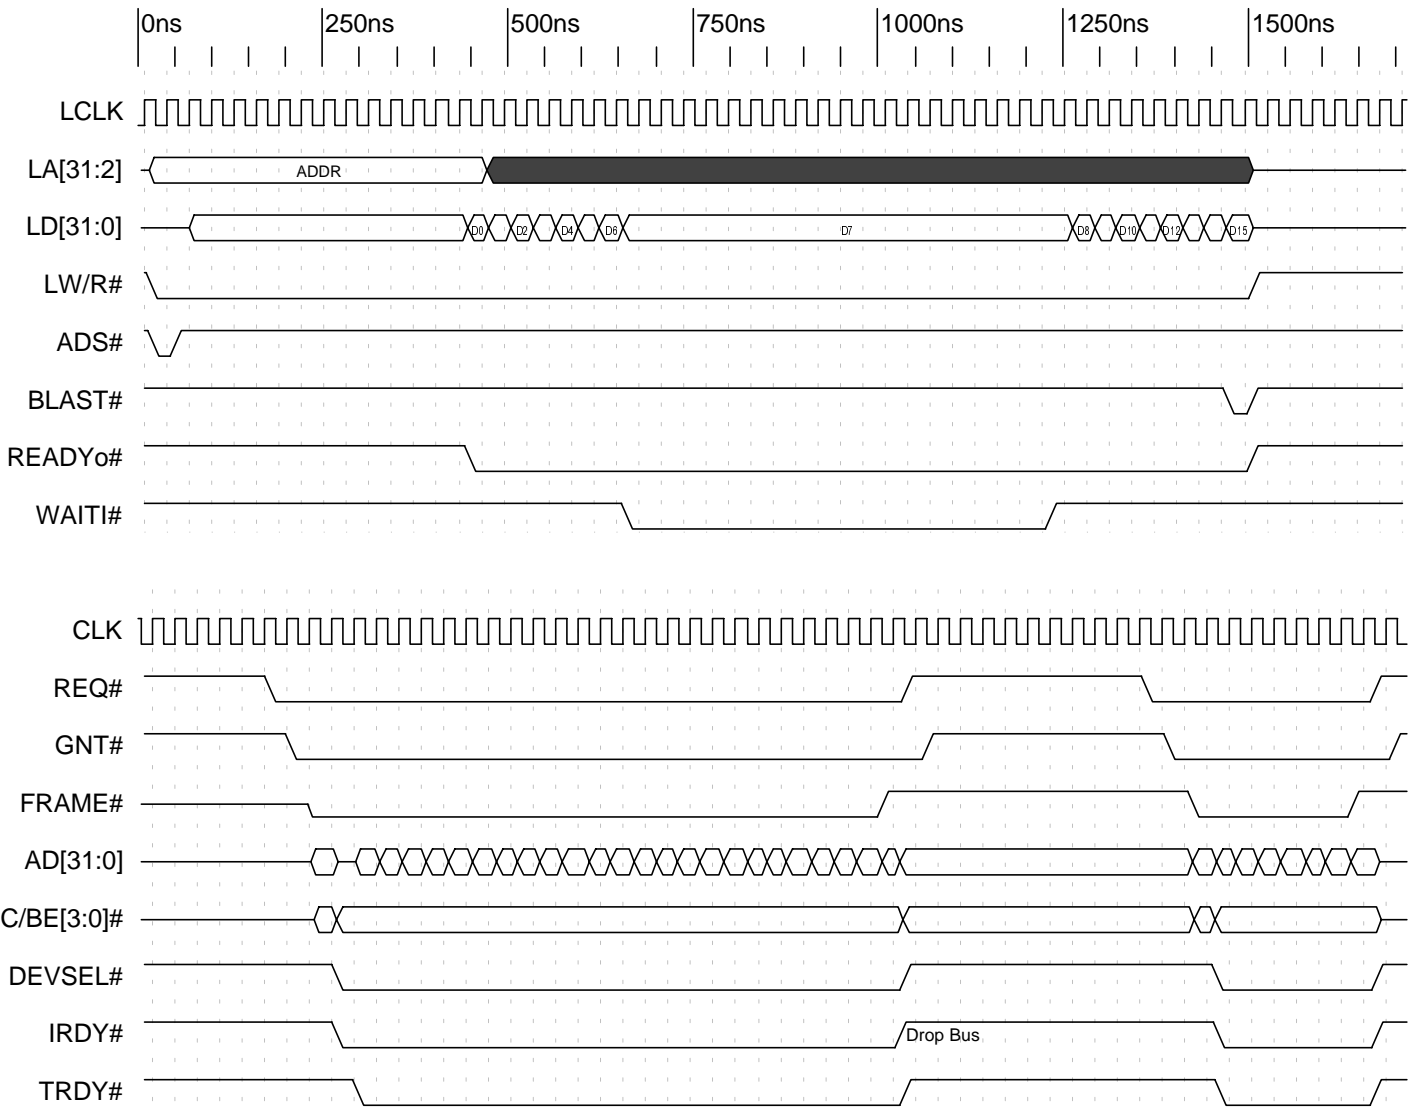 0ns 250ns 500ns 750ns 1000ns 1250ns 1500ns
LCLK
LA[31:2] ADDR
LD[31:0] D0 D2 D4 D6 D7 D8 D10 D12 D15
LW/R#
ADS#
BLAST#
READYo#
WAITI#
CLK
REQ#
GNT#
FRAME#
AD[31:0]
C/BE[3:0]#
DEVSEL#
IRDY# Drop Bus
TRDY#